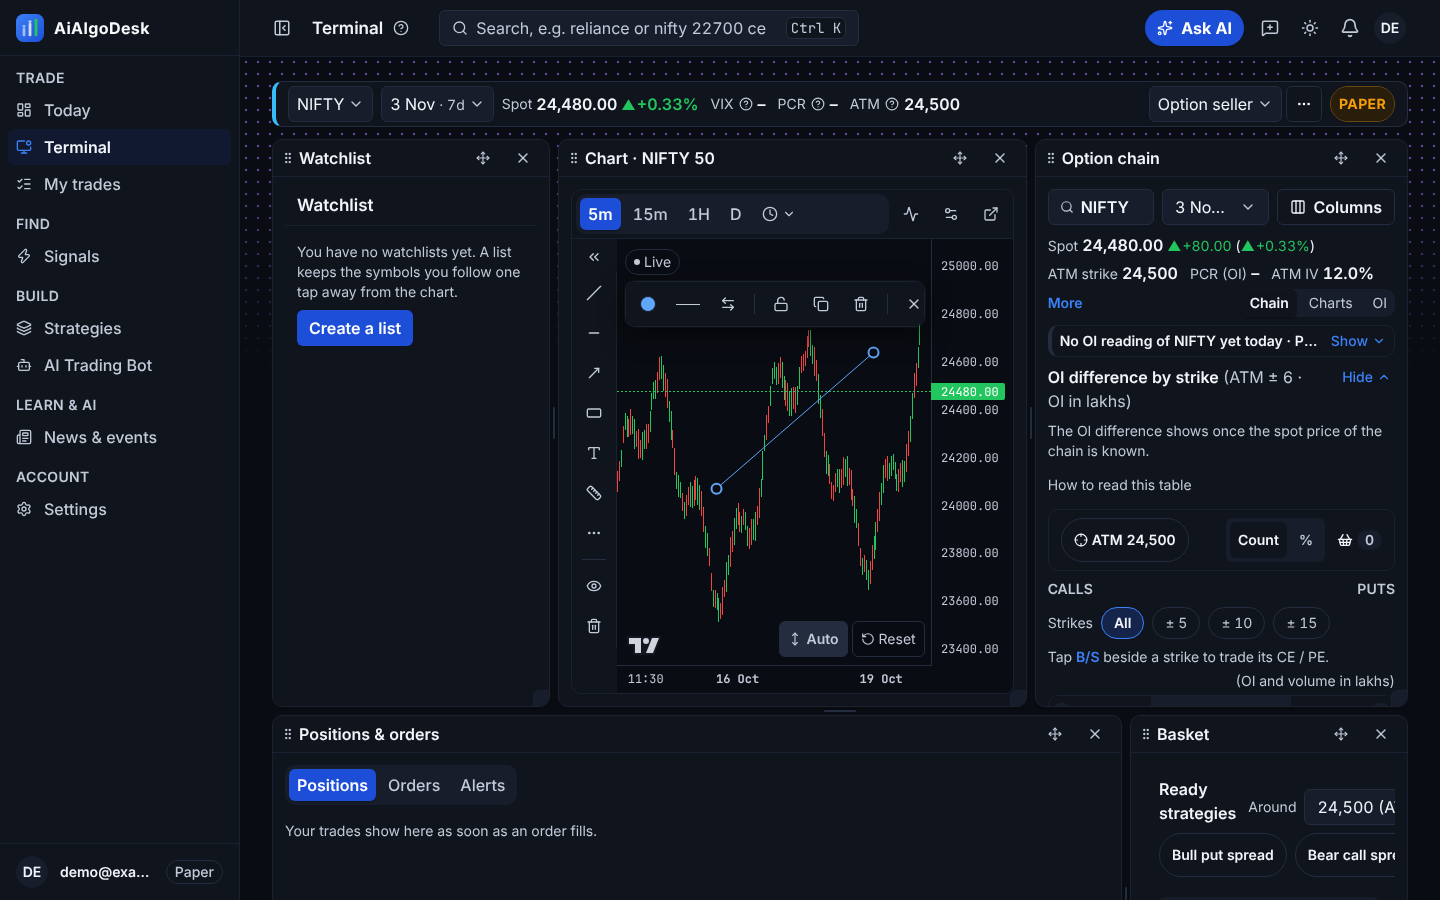 AiAlgoDesk
Terminal
Search, e.g. reliance or nifty 22700 ce
Ctrl K
Ask AI
DE
TRADE
Today
Terminal
My trades
FIND
Signals
BUILD
Strategies
AI Trading Bot
LEARN & AI
News & events
ACCOUNT
Settings
DE
demo@exa...
Paper
NIFTY
3 Nov · 7d
Spot 24,480.00 ▲+0.33%
VIX –
PCR –
ATM 24,500
Option seller
PAPER
Watchlist
Watchlist
You have no watchlists yet. A list
keeps the symbols you follow one
tap away from the chart.
Create a list
Chart · NIFTY 50
5m
15m
1H
D
Live
25000.00
24800.00
24600.00
24480.00
24400.00
24200.00
24000.00
23800.00
23600.00
23400.00
Auto
Reset
11:30
16 Oct
19 Oct
Option chain
NIFTY
3 No...
Columns
Spot 24,480.00 ▲+80.00 (▲+0.33%)
ATM strike 24,500 PCR (OI) – ATM IV 12.0%
More
Chain
Charts
OI
No OI reading of NIFTY yet today · P...
Show
OI difference by strike (ATM ± 6 ·
OI in lakhs)
Hide
The OI difference shows once the spot price of the
chain is known.
How to read this table
ATM 24,500
Count
%
0
CALLS
PUTS
Strikes
All
± 5
± 10
± 15
Tap B/S beside a strike to trade its CE / PE.
(OI and volume in lakhs)
Positions & orders
Positions
Orders
Alerts
Your trades show here as soon as an order fills.
Basket
Ready
strategies
Around
24,500 (A
Bull put spread
Bear call spre